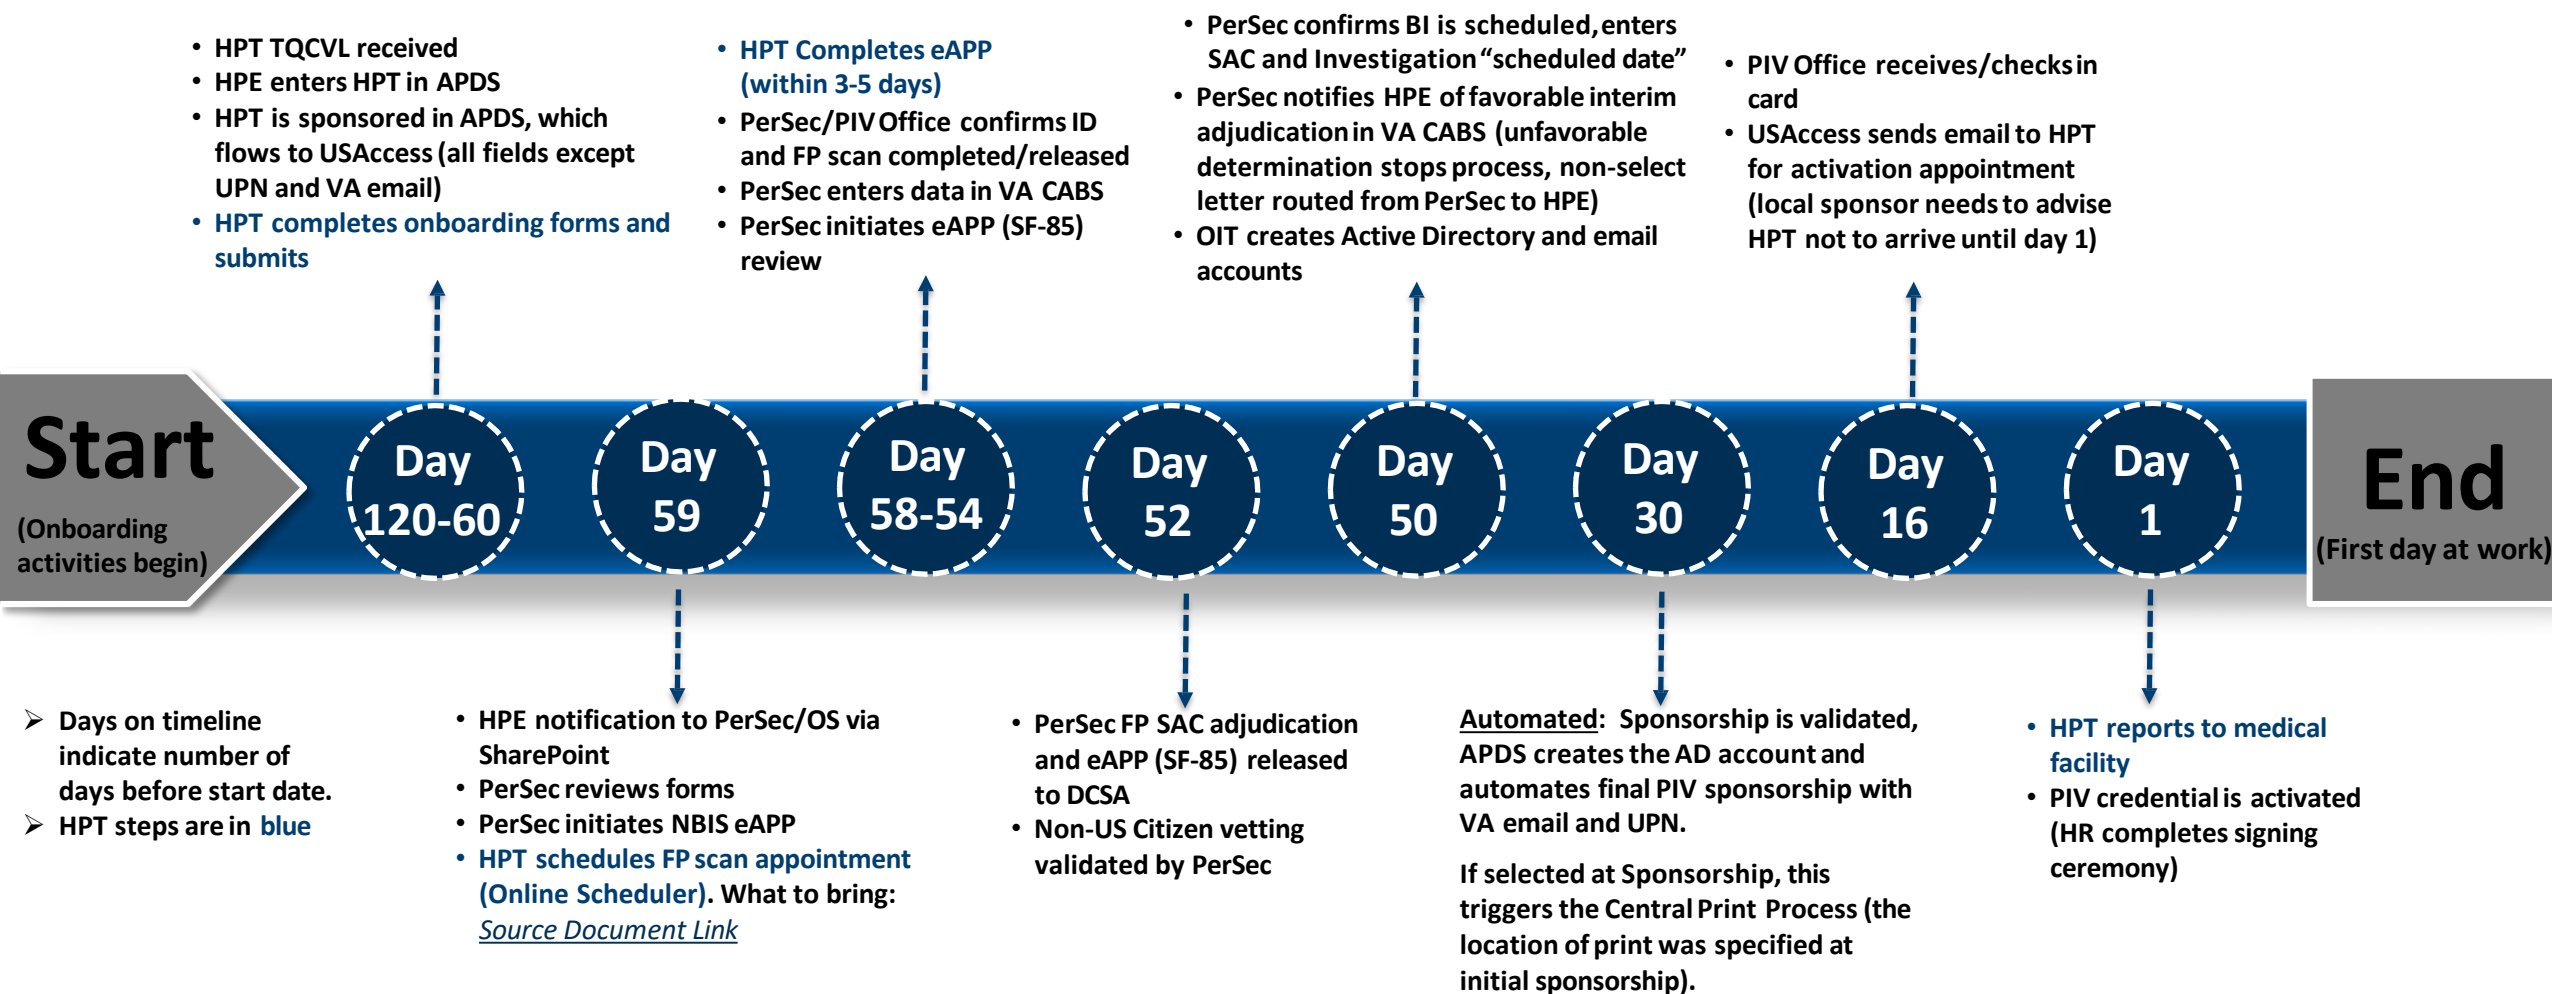 • HPT TQCVL received
• HPE enters HPT in APDS
• HPT is sponsored in APDS, which
flows to USAccess (all fields except
UPN and VA email)
• HPT completes onboarding forms and
submits
• HPT Completes eAPP
(within 3-5 days)
• PerSec/PIV Office confirms ID
and FP scan completed/released
• PerSec enters data in VA CABS
• PerSec initiates eAPP (SF-85)
review
• PerSec confirms BI is scheduled, enters
SAC and Investigation “scheduled date”
• PerSec notifies HPE of favorable interim
adjudication in VA CABS (unfavorable
determination stops process, non-select
letter routed from PerSec to HPE)
• OIT creates Active Directory and email
accounts
• PIV Office receives/checks in
card
• USAccess sends email to HPT
for activation appointment
(local sponsor needs to advise
HPT not to arrive until day 1)
Start
(Onboarding
activities begin)
Day
120-60
Day
59
Day
58-54
Day
52
Day
50
Day
30
Day
16
Day
1
End
(First day at work)
➢ Days on timeline
indicate number of
days before start date.
➢ HPT steps are in blue
• HPE notification to PerSec/OS via
SharePoint
• PerSec reviews forms
• PerSec initiates NBIS eAPP
• HPT schedules FP scan appointment
(Online Scheduler). What to bring:
Source Document Link
• PerSec FP SAC adjudication
and eAPP (SF-85) released
to DCSA
• Non-US Citizen vetting
validated by PerSec
Automated: Sponsorship is validated,
APDS creates the AD account and
automates final PIV sponsorship with
VA email and UPN.
If selected at Sponsorship, this
triggers the Central Print Process (the
location of print was specified at
initial sponsorship).
• HPT reports to medical
facility
• PIV credential is activated
(HR completes signing
ceremony)